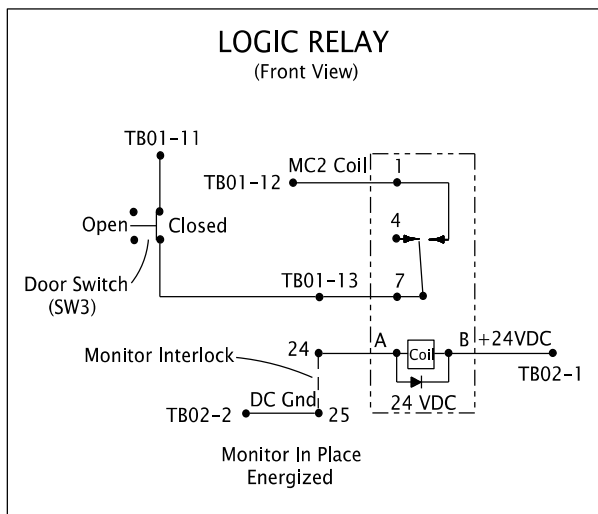 LOGIC RELAY
(Front View)
TB01-11
MC2 Coil
1
TB01-12
4
Open
Closed
Door Switch
(SW3)
TB01-13
7
24
A
Coil
B
+24VDC
Monitor Interlock
TB02-1
24 VDC
DC Gnd
TB02-2
25
Monitor In Place
Energized